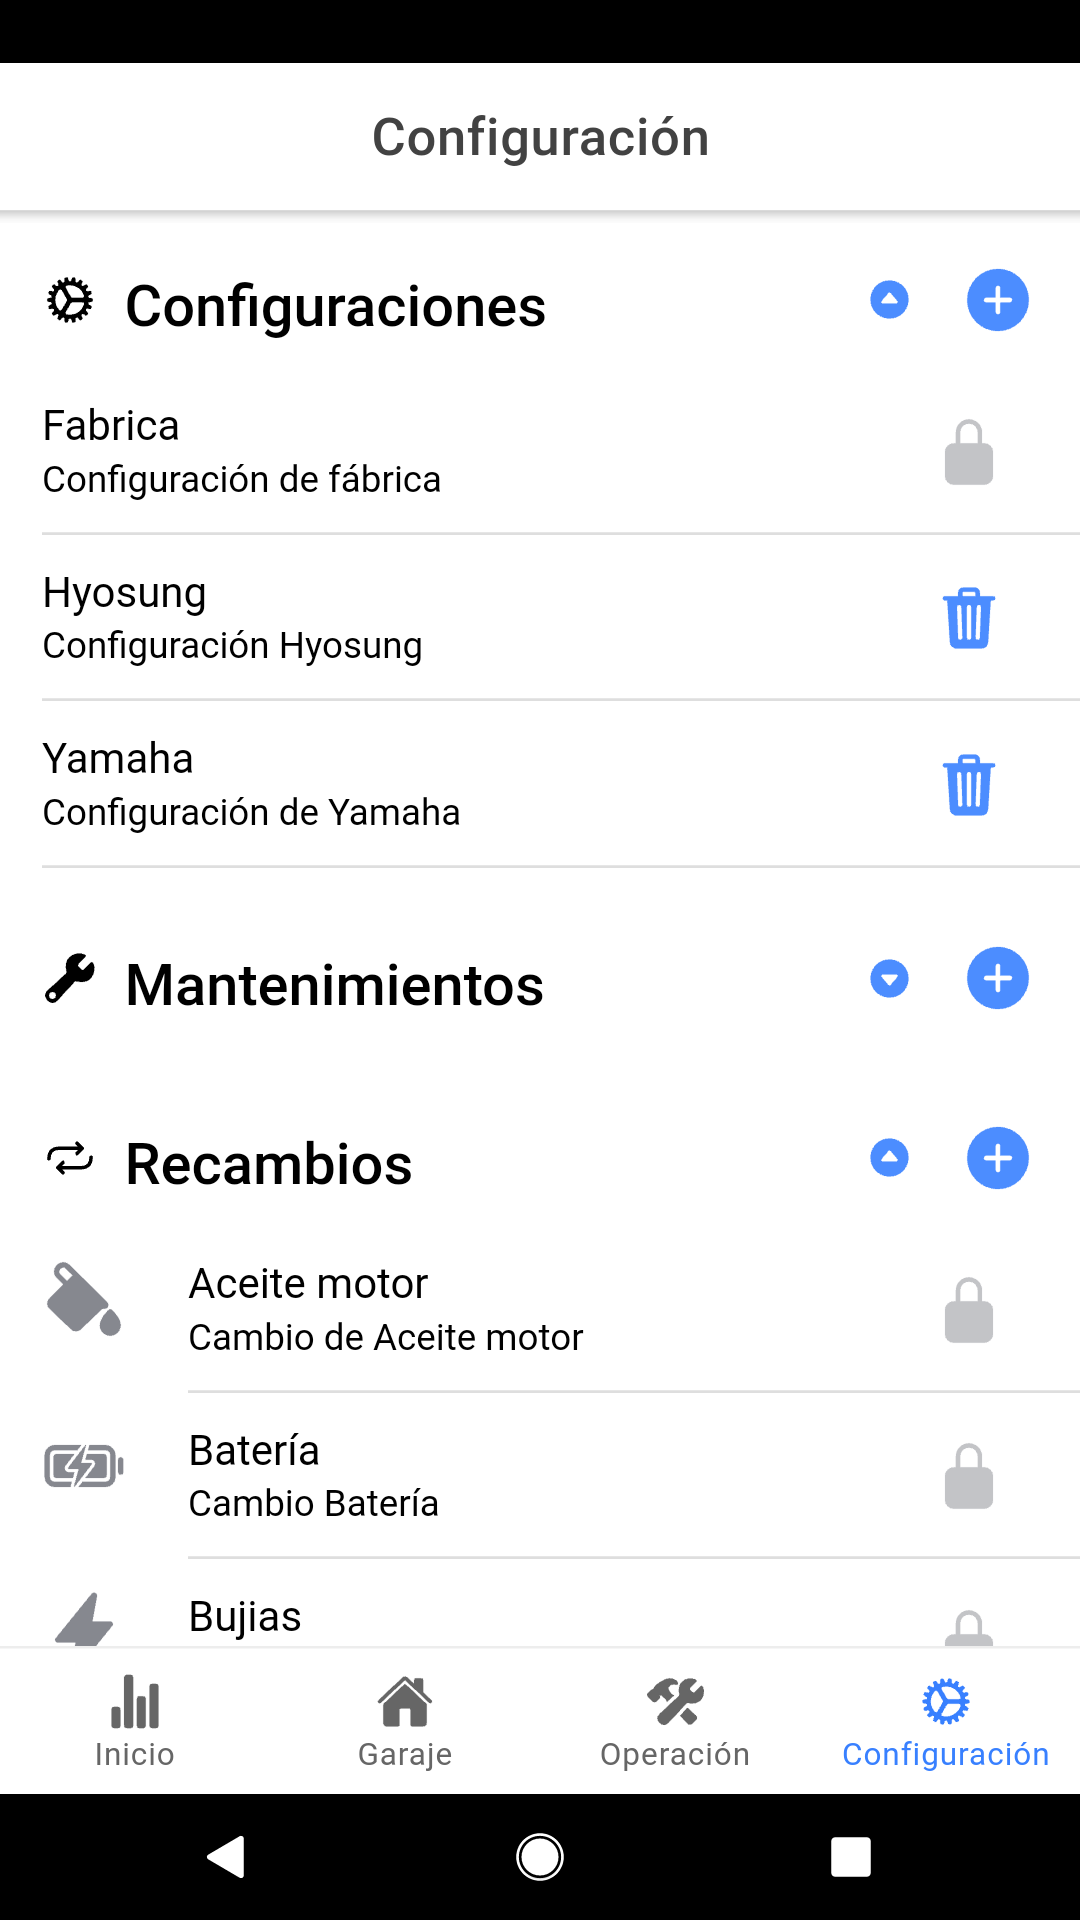 Configuración
Configuraciones
Fabrica
Configuración de fábrica
Hyosung
Configuración Hyosung
Yamaha
Configuración de Yamaha
Mantenimientos
Recambios
Aceite motor
Cambio de Aceite motor
Batería
Cambio Batería
Bujias
Inicio
Garaje
Operación
Configuración